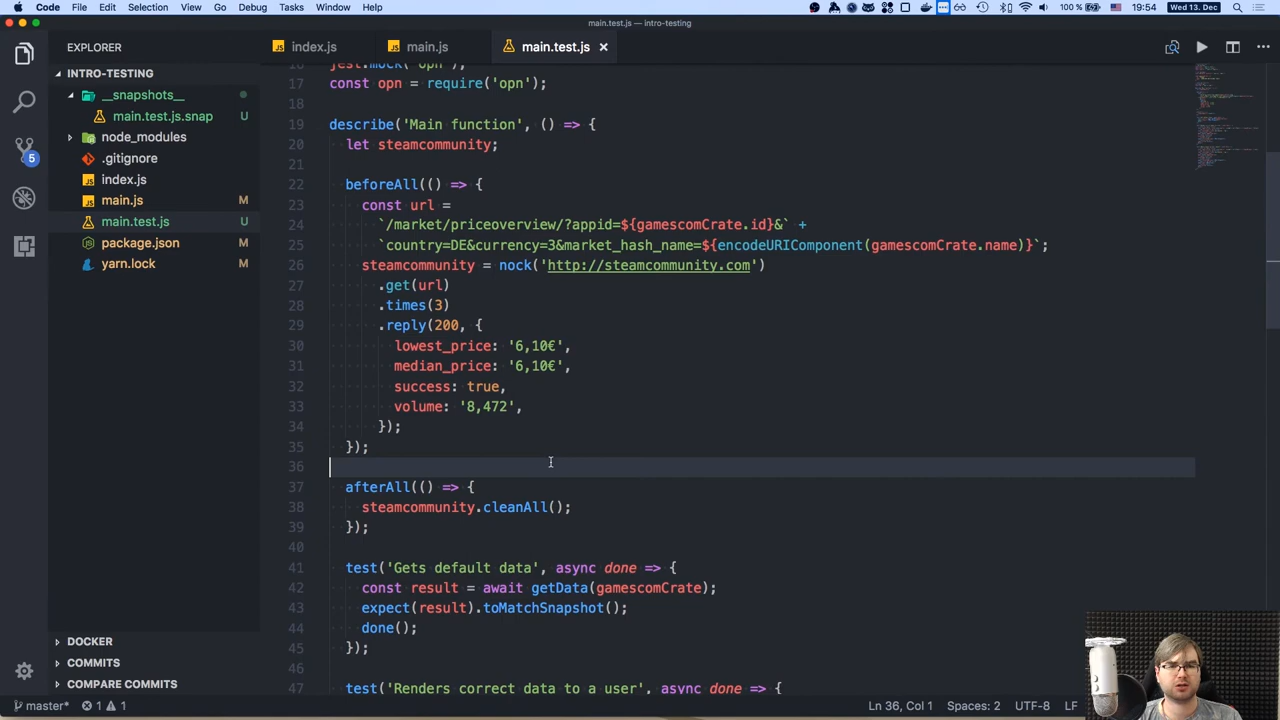 Code File Edit Selection View Go Debug Tasks Window Help 100 % Wed 13. Dec 19:54
main.test.js — intro-testing
EXPLORER
index.js
main.js
main.test.js
INTRO-TESTING
__snapshots__
main.test.js.snap U
node_modules
.gitignore
index.js
main.js M
main.test.js U
package.json M
yarn.lock M
5
DOCKER
COMMITS
COMPARE COMMITS
16 jest.mock('opn');
17 const opn = require('opn');
18
19 describe('Main function', () => {
20 let steamcommunity;
21
22 beforeAll(() => {
23 const url =
24 `/market/priceoverview/?appid=${gamescomCrate.id}&` +
25 `country=DE&currency=3&market_hash_name=${encodeURIComponent(gamescomCrate.name)}`;
26 steamcommunity = nock('http://steamcommunity.com')
27 .get(url)
28 .times(3)
29 .reply(200, {
30 lowest_price: '6,10€',
31 median_price: '6,10€',
32 success: true,
33 volume: '8,472',
34 });
35 });
36
37 afterAll(() => {
38 steamcommunity.cleanAll();
39 });
40
41 test('Gets default data', async done => {
42 const result = await getData(gamescomCrate);
43 expect(result).toMatchSnapshot();
44 done();
45 });
46
47 test('Renders correct data to a user', async done => {
master* 1 1 Ln 36, Col 1 Spaces: 2 UTF-8 LF